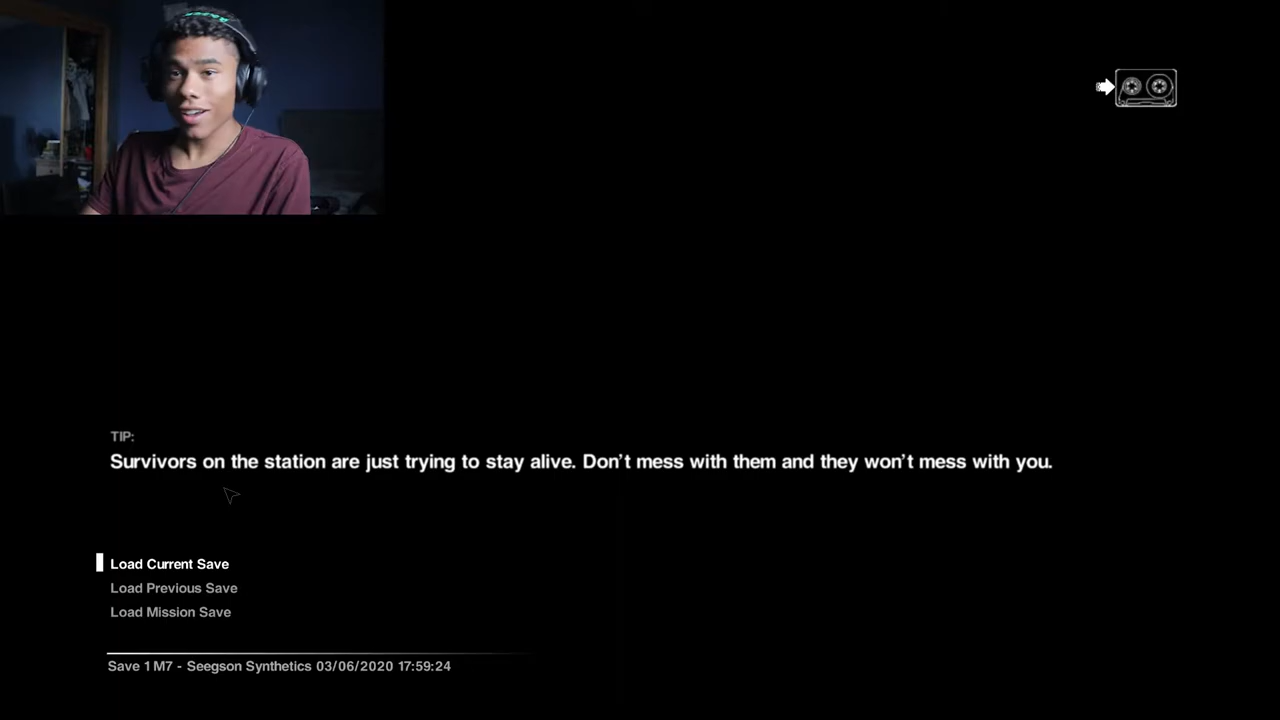 TIP:
Survivors on the station are just trying to stay alive. Don't mess with them and they won't mess with you.
Load Current Save
Load Previous Save
Load Mission Save
Save 1 M7 - Seegson Synthetics 03/06/2020 17:59:24